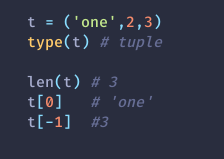 t = ('one',2,3)
type(t) # tuple
len(t) # 3
t[0]   # 'one'
t[-1]  #3